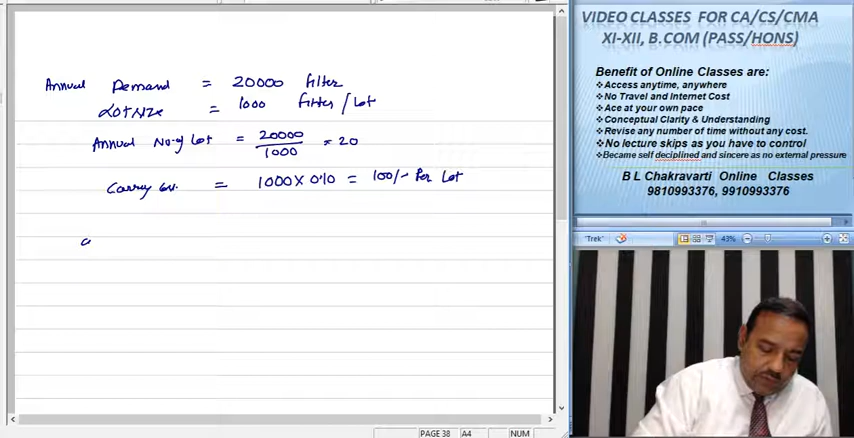 Annual Demand = 20000 filter
Lot size = 1000 filter / Lot
Annual No. of Lot = 20000 / 1000 = 20
Carry Co. = 1000 × 0.10 = 100/- Per Lot
a
PAGE 38 A4 NUM
VIDEO CLASSES FOR CA/CS/CMA
XI-XII, B.COM (PASS/HONS)
Benefit of Online Classes are:
❖Access anytime, anywhere
❖No Travel and Internet Cost
❖Ace at your own pace
❖Conceptual Clarity & Understanding
❖Revise any number of time without any cost.
❖No lecture skips as you have to control
❖Became self deciplined and sincere as no external pressure
B L Chakravarti Online Classes
9810993376, 9910993376
'Trek' 43%